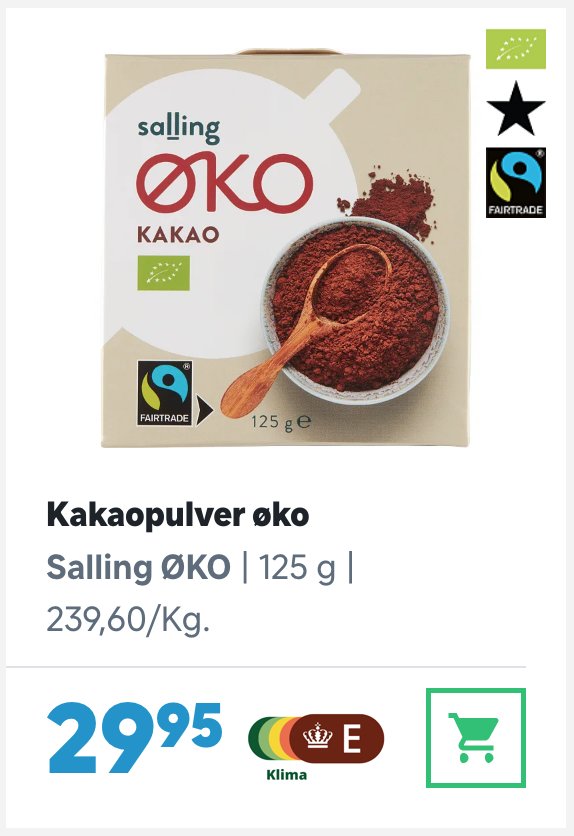 salling
ØKO
KAKAO
FAIRTRADE
125 g ℮
®
FAIRTRADE
®
Kakaopulver øko
Salling ØKO | 125 g |
239,60/Kg.
29⁹⁵
E
Klima